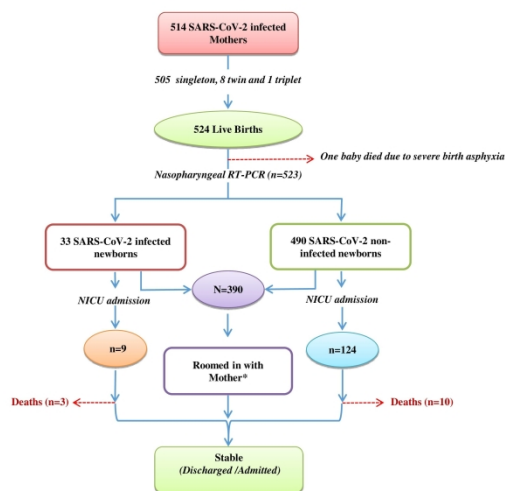 514 SARS-CoV-2 infected
Mothers
505 singleton, 8 twin and 1 triplet
524 Live Births
One baby died due to severe birth asphyxia
Nasopharyngeal RT-PCR (n=523)
33 SARS-CoV-2 infected
newborns
490 SARS-CoV-2 non-
infected newborns
N=390
NICU admission
NICU admission
n=9
n=124
Roomed in with
Mother*
Deaths (n=3)
Deaths (n=10)
Stable
(Discharged /Admitted)